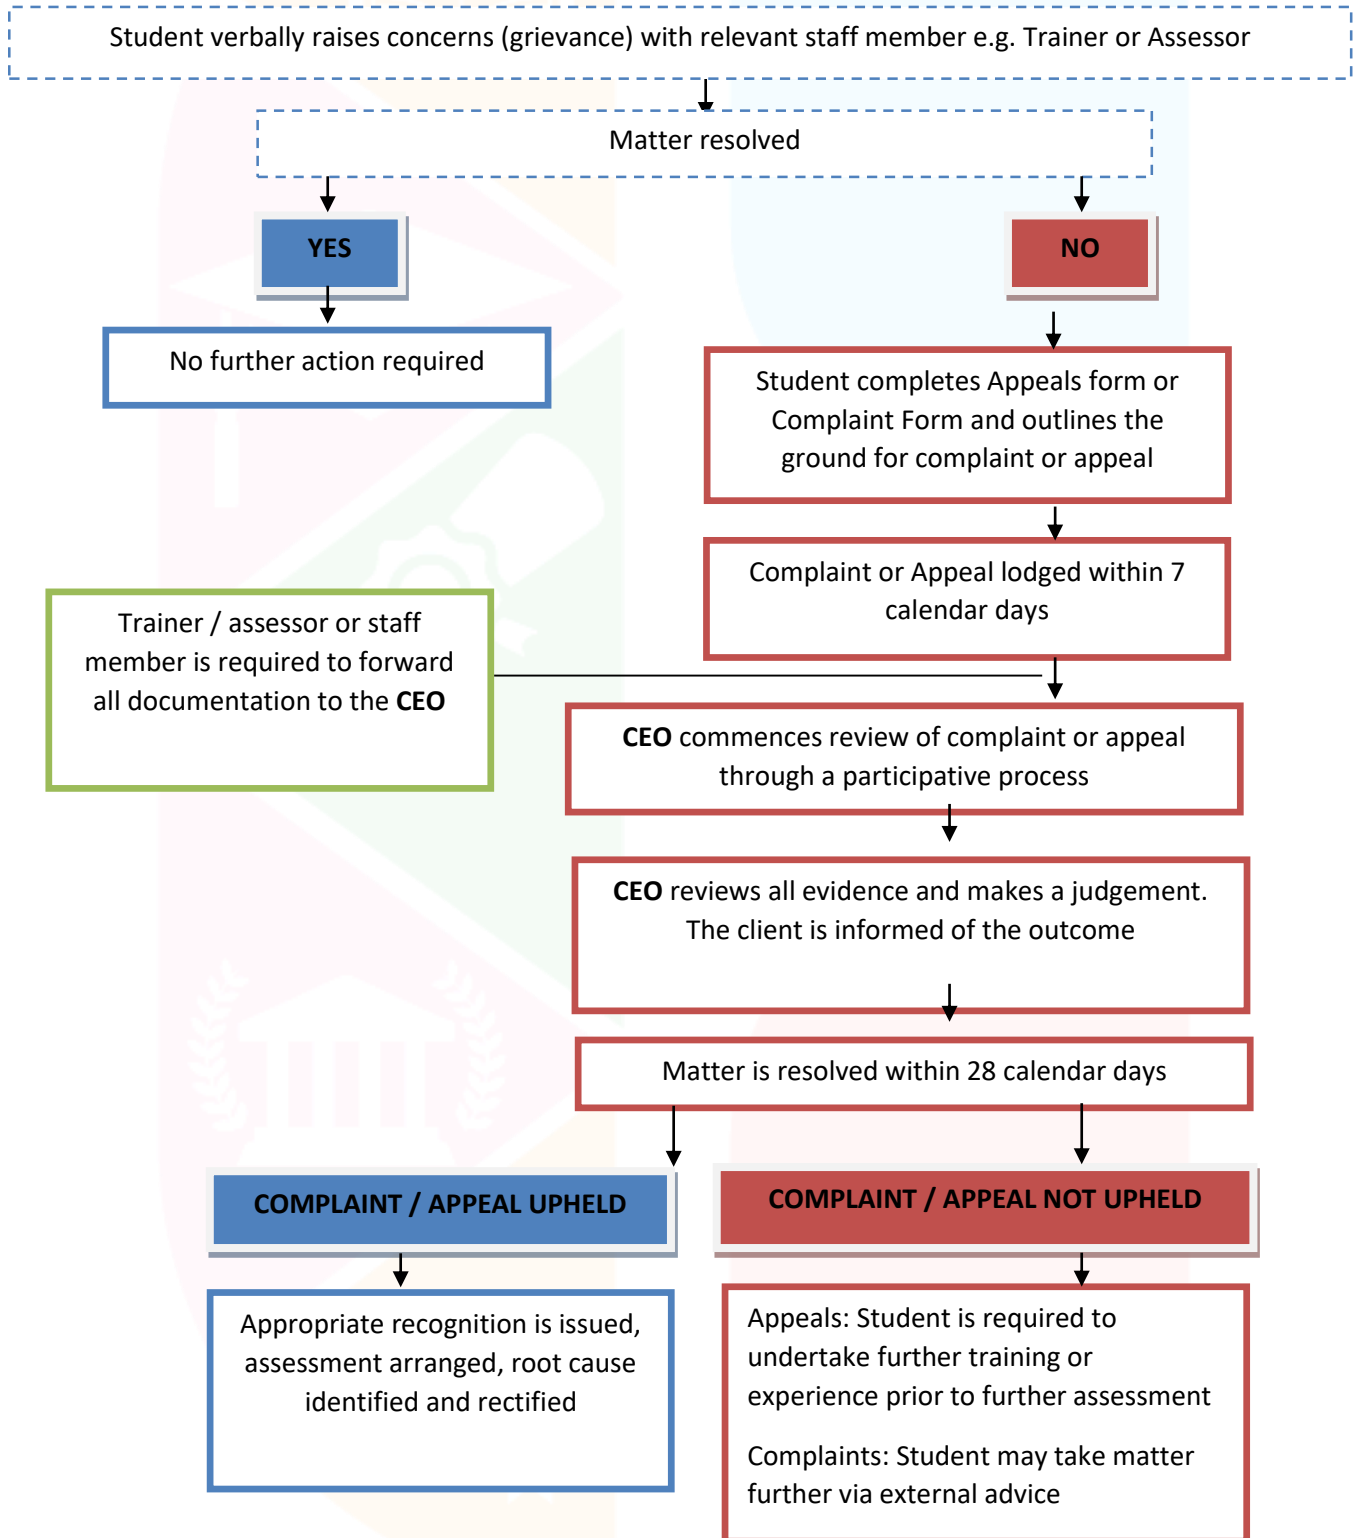 Student verbally raises concerns (grievance) with relevant staff member e.g. Trainer or Assessor
Matter resolved
YES
NO
No further action required
Student completes Appeals form or
Complaint Form and outlines the
ground for complaint or appeal
Complaint or Appeal lodged within 7
calendar days
Trainer / assessor or staff
member is required to forward
all documentation to the CEO
CEO commences review of complaint or appeal
through a participative process
CEO reviews all evidence and makes a judgement.
The client is informed of the outcome
Matter is resolved within 28 calendar days
COMPLAINT / APPEAL UPHELD
COMPLAINT / APPEAL NOT UPHELD
Appropriate recognition is issued,
assessment arranged, root cause
identified and rectified
Appeals: Student is required to
undertake further training or
experience prior to further assessment
Complaints: Student may take matter
further via external advice